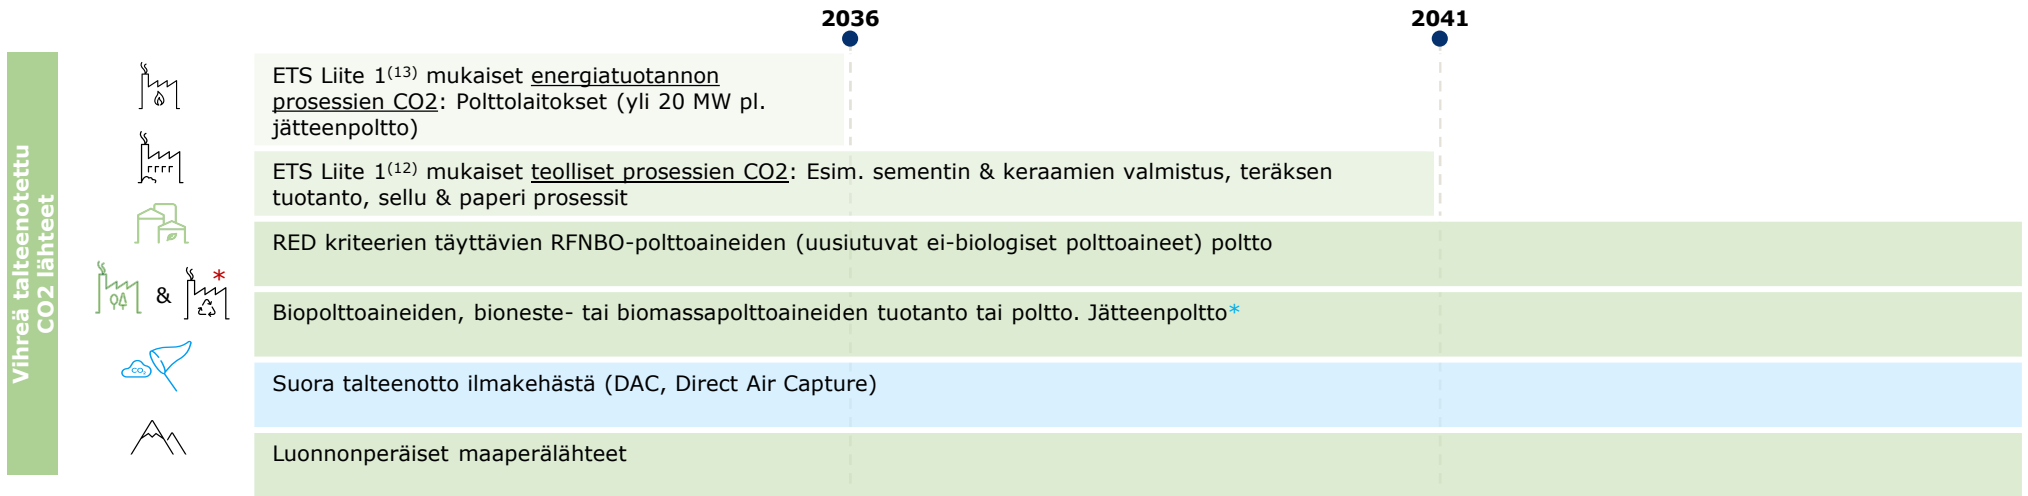 2036
2041
Vihreä talteenotettu
CO2 lähteet
ETS Liite 1(13) mukaiset energiatuotannon
prosessien CO2: Polttolaitokset (yli 20 MW pl.
jätteenpoltto)
ETS Liite 1(12) mukaiset teolliset prosessien CO2: Esim. sementin & keraamien valmistus, teräksen
tuotanto, sellu & paperi prosessit
RED kriteerien täyttävien RFNBO-polttoaineiden (uusiutuvat ei-biologiset polttoaineet) poltto
& *
Biopolttoaineiden, bioneste- tai biomassapolttoaineiden tuotanto tai poltto. Jätteenpoltto*
CO₂
Suora talteenotto ilmakehästä (DAC, Direct Air Capture)
Luonnonperäiset maaperälähteet